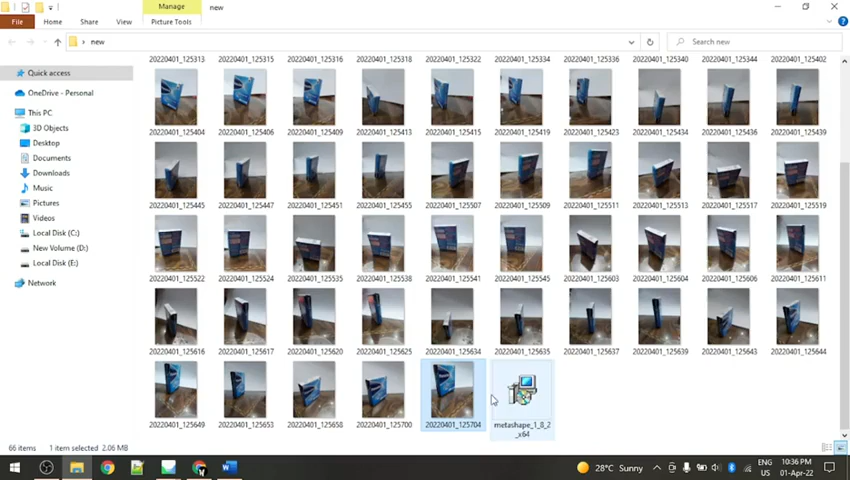 Manage
new
File
Home
Share
View
Picture Tools
new
Search new
Quick access
OneDrive - Personal
This PC
3D Objects
Desktop
Documents
Downloads
Music
Pictures
Videos
Local Disk (C:)
New Volume (D:)
Local Disk (E:)
Network
20220401_125313
20220401_125315
20220401_125316
20220401_125318
20220401_125322
20220401_125334
20220401_125336
20220401_125340
20220401_125344
20220401_125402
20220401_125404
20220401_125406
20220401_125409
20220401_125413
20220401_125415
20220401_125419
20220401_125423
20220401_125434
20220401_125436
20220401_125439
20220401_125445
20220401_125447
20220401_125451
20220401_125455
20220401_125507
20220401_125509
20220401_125511
20220401_125513
20220401_125517
20220401_125519
20220401_125522
20220401_125524
20220401_125535
20220401_125538
20220401_125541
20220401_125545
20220401_125603
20220401_125604
20220401_125606
20220401_125611
20220401_125616
20220401_125617
20220401_125620
20220401_125625
20220401_125634
20220401_125635
20220401_125637
20220401_125639
20220401_125643
20220401_125644
20220401_125649
20220401_125653
20220401_125658
20220401_125700
20220401_125704
metashape_1_8_2
_x64
66 items
1 item selected 2.06 MB
28°C Sunny
ENG
US
10:36 PM
01-Apr-22